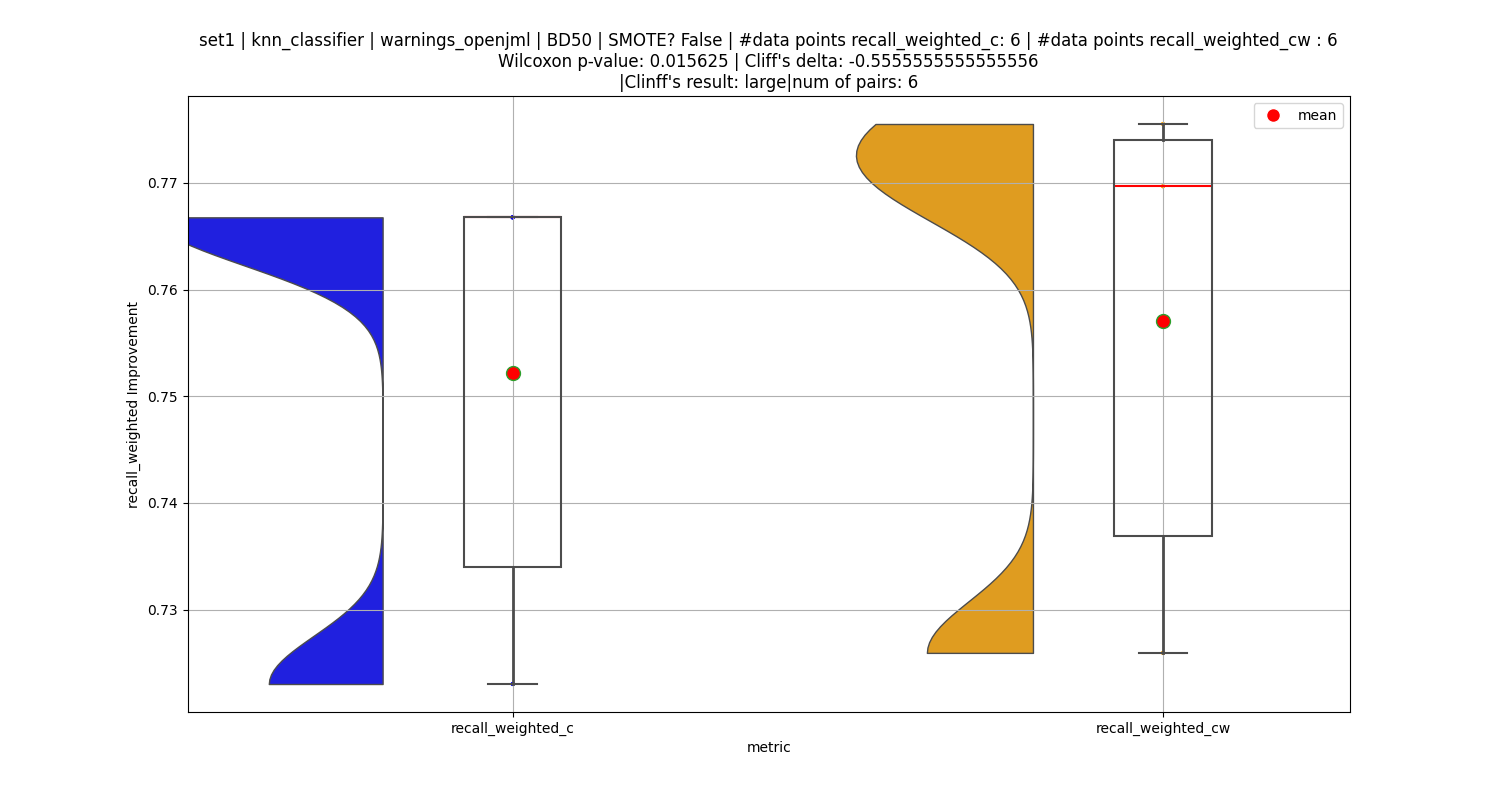 set1 | knn_classifier | warnings_openjml | BD50 | SMOTE? False | #data points recall_weighted_c: 6 | #data points recall_weighted_cw : 6
Wilcoxon p-value: 0.015625 | Cliff's delta: -0.5555555555555556
|Clinff's result: large|num of pairs: 6
mean
0.77
0.76
0.75
0.74
0.73
recall_weighted Improvement
recall_weighted_c
recall_weighted_cw
metric